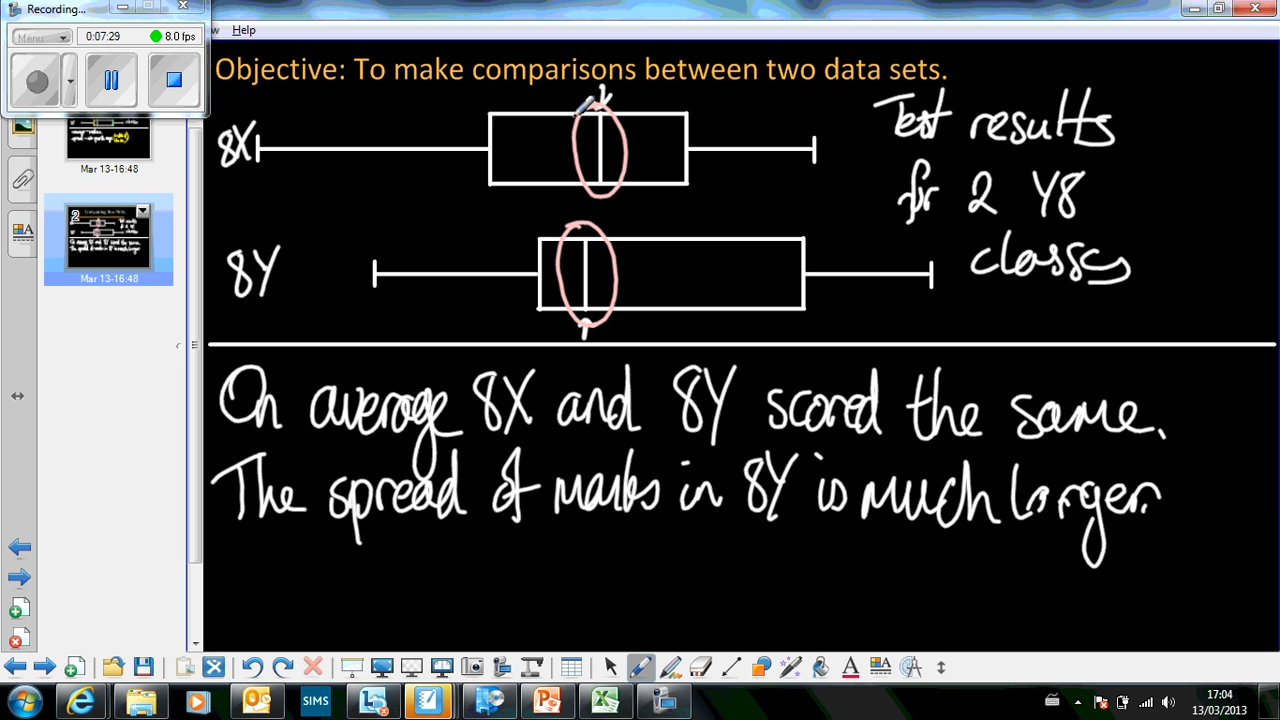 Recording...
Menu
0:07:29
8.0 fps
Help
Objective: To make comparisons between two data sets.
8X
Test results
for 2 Y8
classes
8Y
Mar 13-16:48
2
Mar 13-16:48
On average 8X and 8Y scored the same.
The spread of marks in 8Y is much larger.
SIMS
17:04
13/03/2013